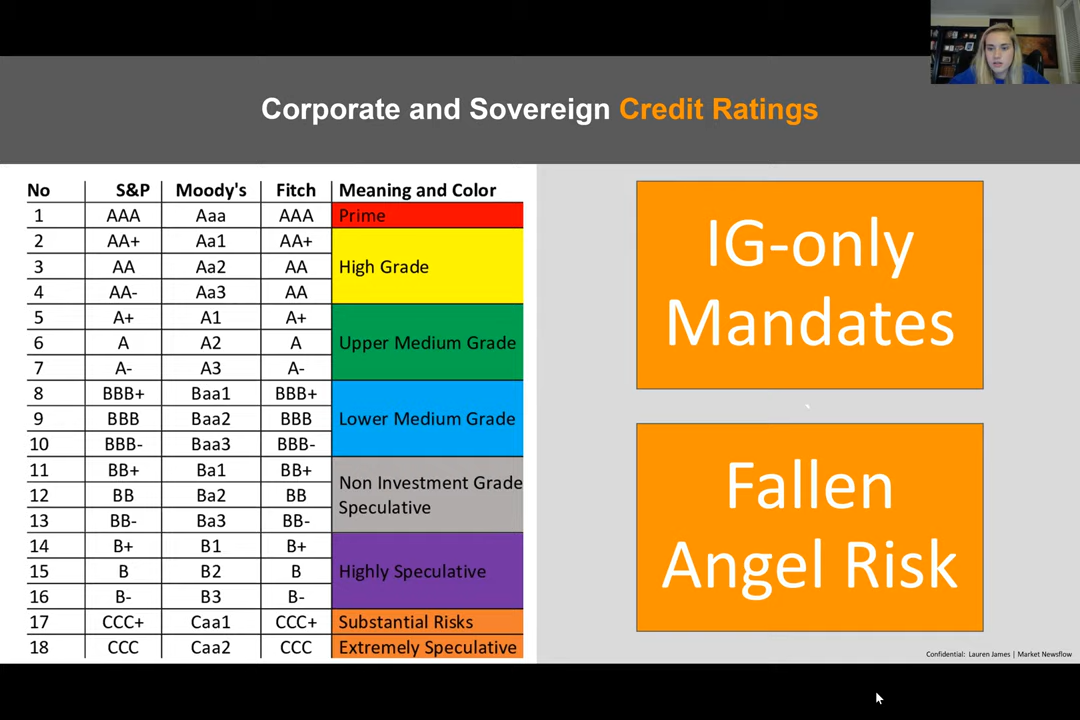 Corporate and Sovereign Credit Ratings
No S&P Moody's Fitch Meaning and Color
1 AAA Aaa AAA Prime
2 AA+ Aa1 AA+
3 AA Aa2 AA High Grade
4 AA- Aa3 AA
5 A+ A1 A+
6 A A2 A Upper Medium Grade
7 A- A3 A-
8 BBB+ Baa1 BBB+
9 BBB Baa2 BBB Lower Medium Grade
10 BBB- Baa3 BBB-
11 BB+ Ba1 BB+
12 BB Ba2 BB Non Investment Grade
Speculative
13 BB- Ba3 BB-
14 B+ B1 B+
15 B B2 B Highly Speculative
16 B- B3 B-
17 CCC+ Caa1 CCC+ Substantial Risks
18 CCC Caa2 CCC Extremely Speculative
IG-only
Mandates
Fallen
Angel Risk
Confidential: Lauren James | Market Newsflow